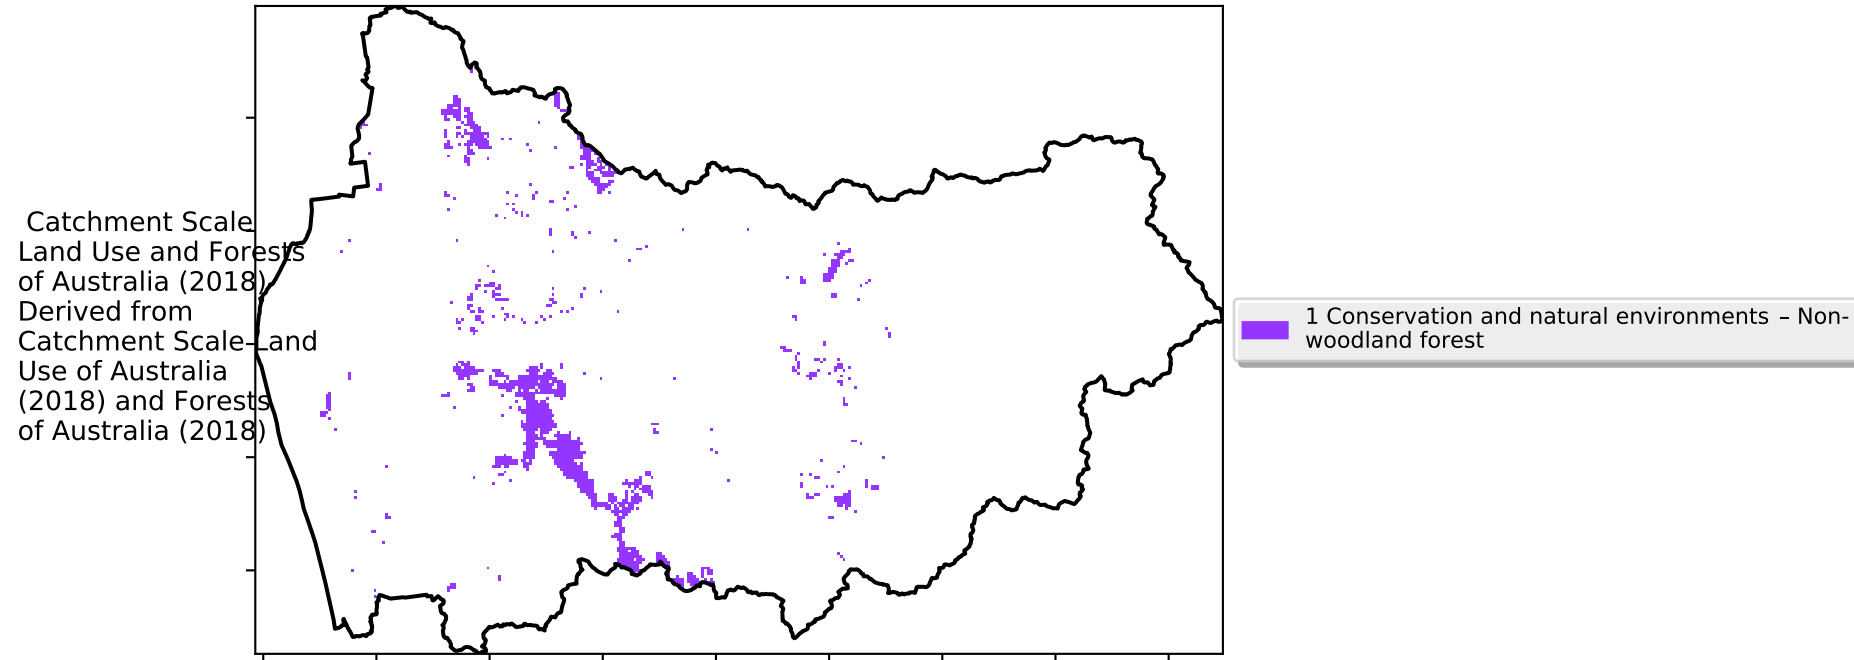 Catchment Scale
Land Use and Forests
of Australia (2018)
Derived from
Catchment Scale Land
Use of Australia
(2018) and Forests
of Australia (2018)
1 Conservation and natural environments – Non-
woodland forest